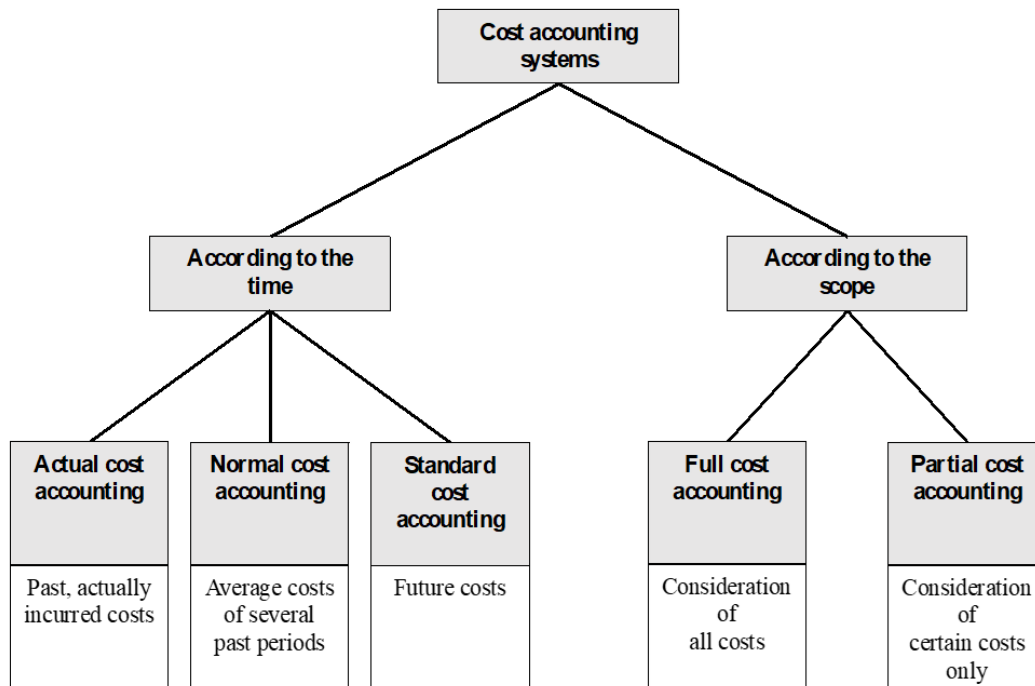 Cost accounting
systems
According to the
time
According to the
scope
Actual cost
accounting
Past, actually
incurred costs
Normal cost
accounting
Average costs
of several
past periods
Standard
cost
accounting
Future costs
Full cost
accounting
Consideration
of
all costs
Partial cost
accounting
Consideration
of
certain costs
only